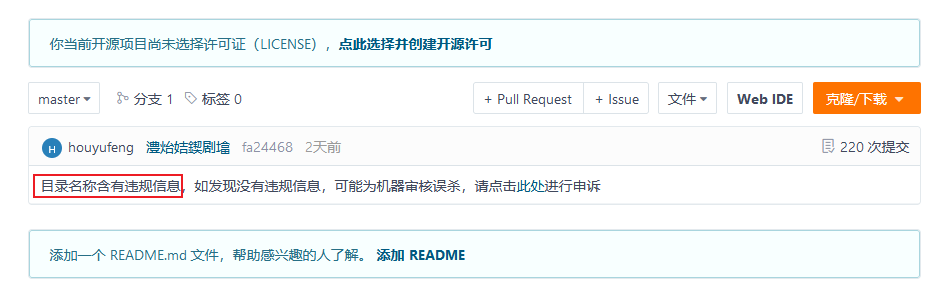 你当前开源项目尚未选择许可证（LICENSE），点此选择并创建开源许可
master 分支 1 标签 0 + Pull Request + Issue 文件 Web IDE 克隆/下载
H houyufeng 澧炲姞鍥剧墖 fa24468 2天前 220 次提交
目录名称含有违规信息，如发现没有违规信息，可能为机器审核误杀，请点击此处进行申诉
添加一个 README.md 文件，帮助感兴趣的人了解。 添加 README